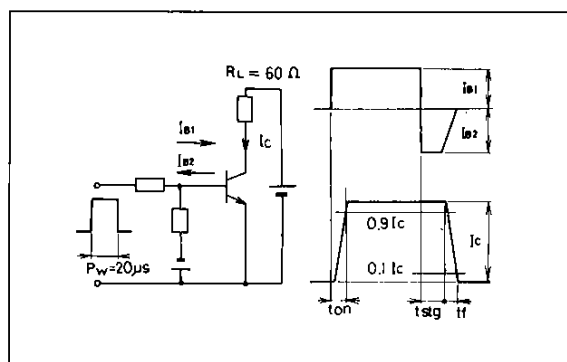 RL = 60 Ω
IB1
IB2
Ic
PW=20μs
IB1
IB2
0.9 Ic
Ic
0.1 Ic
ton
tstg
tf